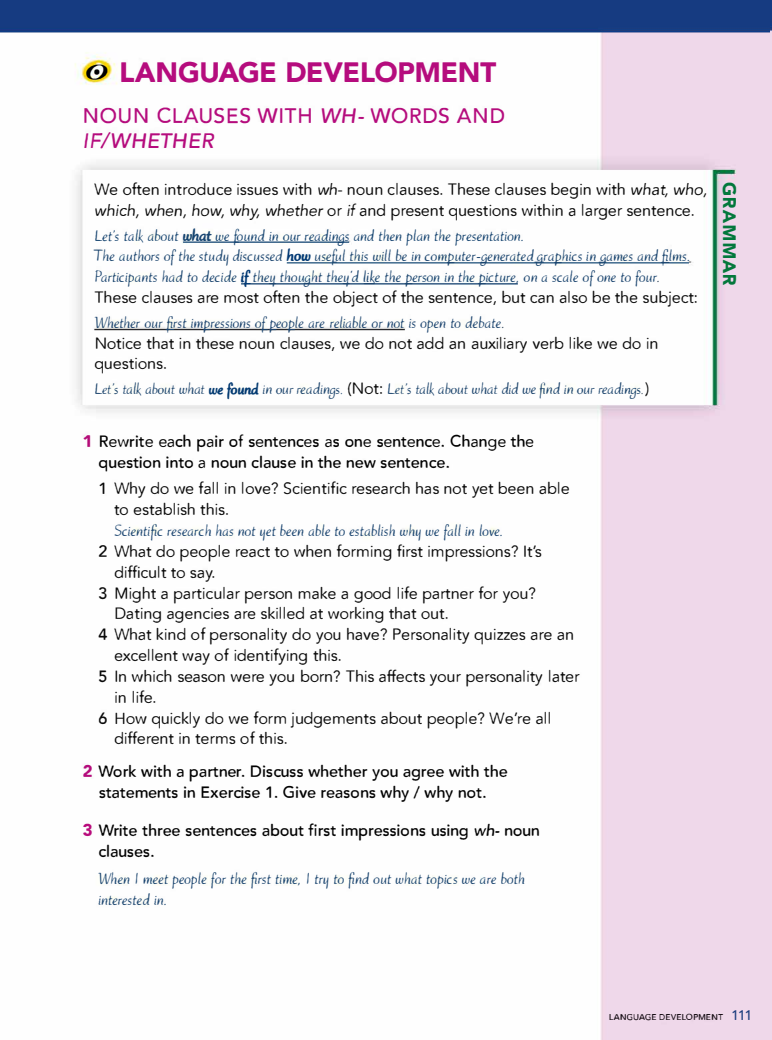 LANGUAGE DEVELOPMENT
NOUN CLAUSES WITH WH- WORDS AND
IF/WHETHER
We often introduce issues with wh- noun clauses. These clauses begin with what, who,
which, when, how, why, whether or if and present questions within a larger sentence.
Let's talk about what we found in our readings and then plan the presentation.
The authors of the study discussed how useful this will be in computer-generated graphics in games and films.
Participants had to decide if they thought they'd like the person in the picture, on a scale of one to four.
These clauses are most often the object of the sentence, but can also be the subject:
Whether our first impressions of people are reliable or not is open to debate.
Notice that in these noun clauses, we do not add an auxiliary verb like we do in
questions.
Let's talk about what we found in our readings. (Not: Let's talk about what did we find in our readings.)
GRAMMAR
1 Rewrite each pair of sentences as one sentence. Change the
question into a noun clause in the new sentence.
1 Why do we fall in love? Scientific research has not yet been able
to establish this.
Scientific research has not yet been able to establish why we fall in love.
2 What do people react to when forming first impressions? It's
difficult to say.
3 Might a particular person make a good life partner for you?
Dating agencies are skilled at working that out.
4 What kind of personality do you have? Personality quizzes are an
excellent way of identifying this.
5 In which season were you born? This affects your personality later
in life.
6 How quickly do we form judgements about people? We're all
different in terms of this.
2 Work with a partner. Discuss whether you agree with the
statements in Exercise 1. Give reasons why / why not.
3 Write three sentences about first impressions using wh- noun
clauses.
When I meet people for the first time, I try to find out what topics we are both
interested in.
LANGUAGE DEVELOPMENT 111